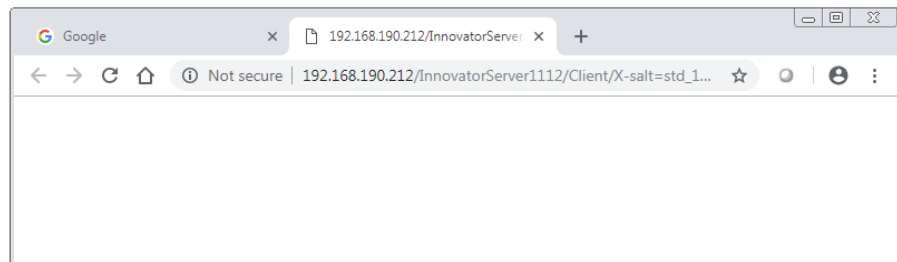 Google
192.168.190.212/InnovatorServer
Not secure | 192.168.190.212/InnovatorServer1112/Client/X-salt=std_1...